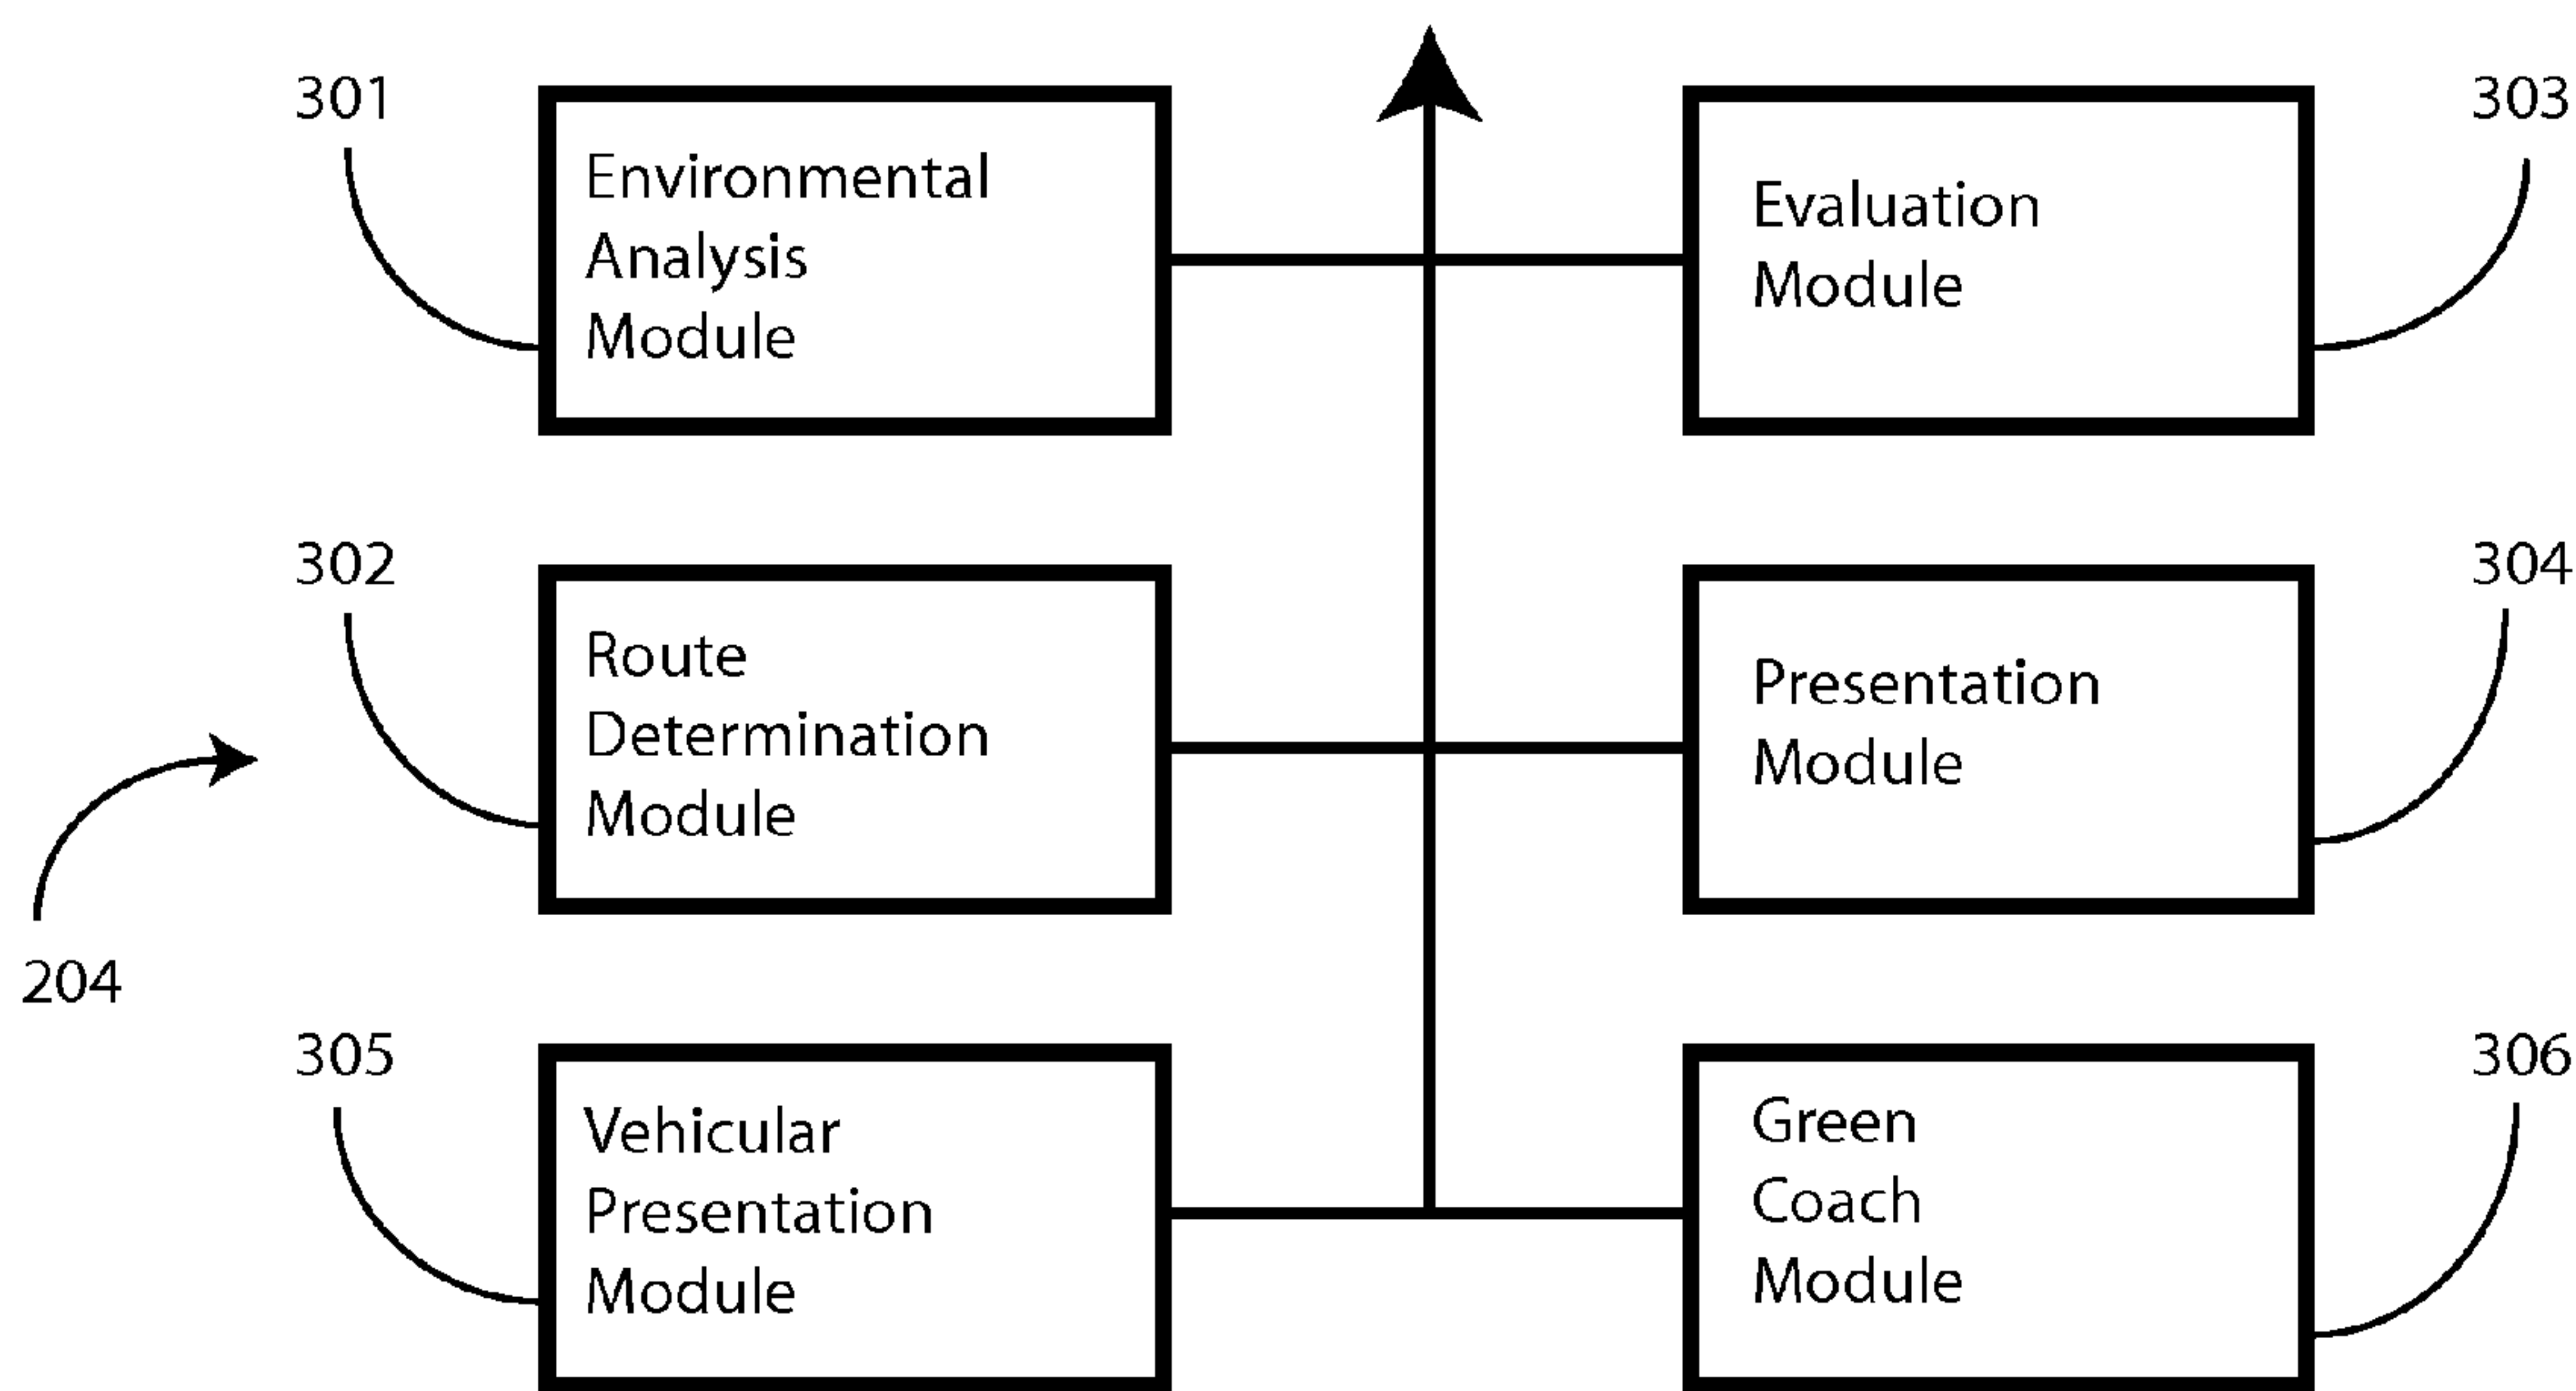 301
Environmental
Analysis
Module
303
Evaluation
Module
302
Route
Determination
Module
304
Presentation
Module
204
305
Vehicular
Presentation
Module
306
Green
Coach
Module